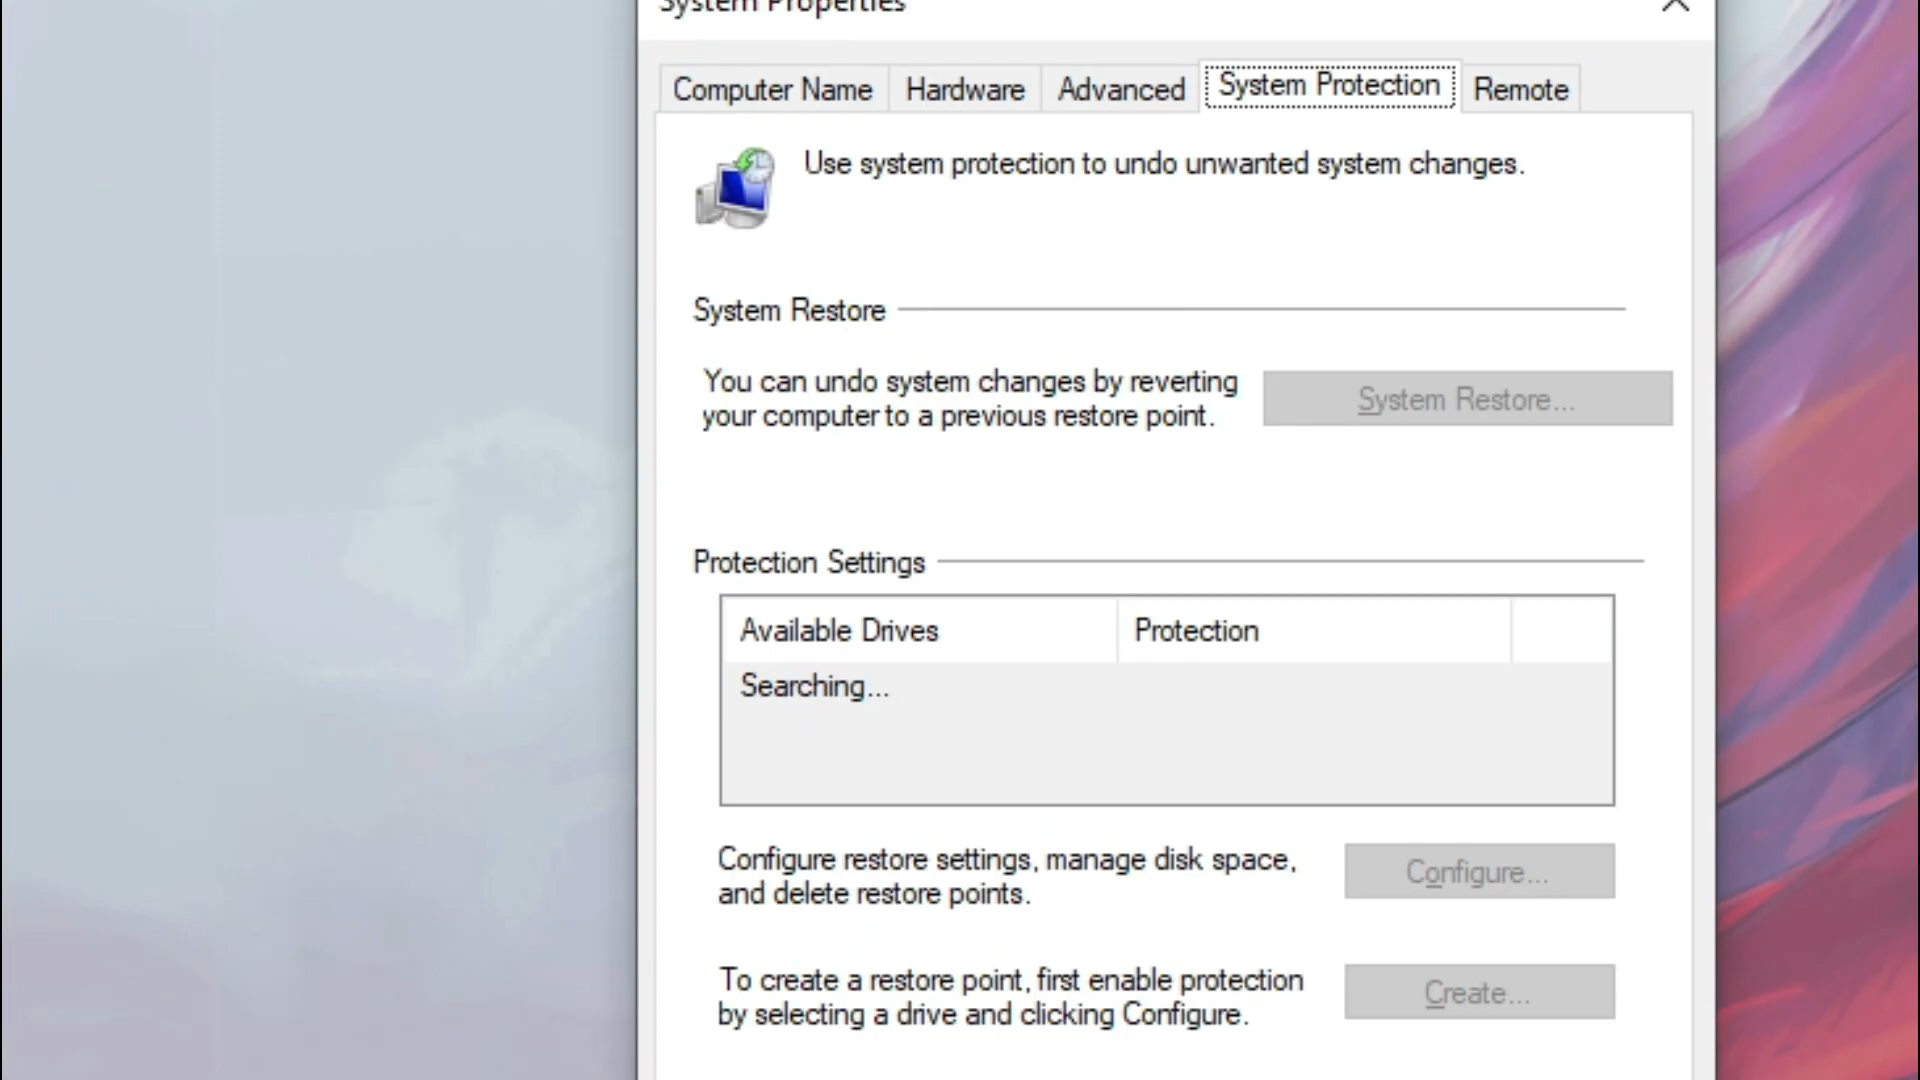 System Properties
Computer Name
Hardware
Advanced
System Protection
Remote
Use system protection to undo unwanted system changes.
System Restore
You can undo system changes by reverting
your computer to a previous restore point.
System Restore...
Protection Settings
Available Drives
Protection
Searching...
Configure restore settings, manage disk space,
and delete restore points.
Configure...
To create a restore point, first enable protection
by selecting a drive and clicking Configure.
Create...